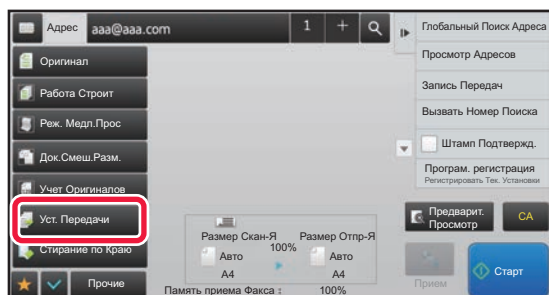 Адрес
aaa@aaa.com
1
+
Оригинал
Работа Строит
Реж. Медл.Прос
Док.Смеш.Разм.
Учет Оригиналов
Уст. Передачи
Стирание по Краю
Прочие
Размер Скан-Я
Размер Отпр-Я
100%
Авто
Авто
A4
A4
Память приема Факса :
100%
Глобальный Поиск Адреса
Просмотр Адресов
Запись Передач
Вызвать Номер Поиска
Штамп Подтвержд.
Програм. регистрация
Регистрировать Тек. Установки
Предварит.
Просмотр
CA
Прием
Старт